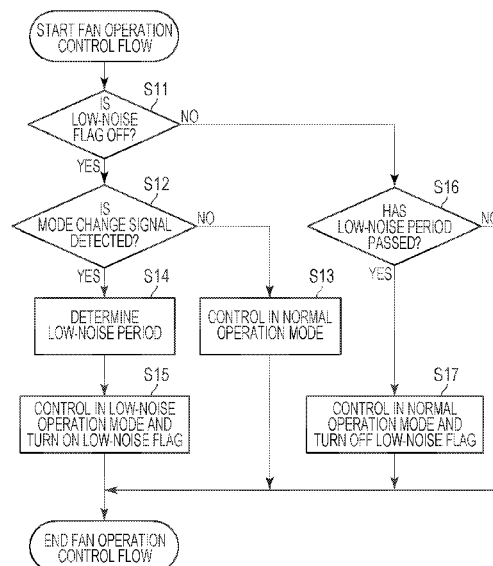 START FAN OPERATION
CONTROL FLOW
S11
IS
LOW-NOISE
FLAG OFF?
NO
YES
S12
IS
MODE CHANGE SIGNAL
DETECTED?
NO
YES
S16
HAS
LOW-NOISE PERIOD
PASSED?
NO
YES
S14
DETERMINE
LOW-NOISE PERIOD
S13
CONTROL IN NORMAL
OPERATION MODE
S15
CONTROL IN LOW-NOISE
OPERATION MODE AND
TURN ON LOW-NOISE FLAG
S17
CONTROL IN NORMAL
OPERATION MODE AND
TURN OFF LOW-NOISE FLAG
END FAN OPERATION
CONTROL FLOW